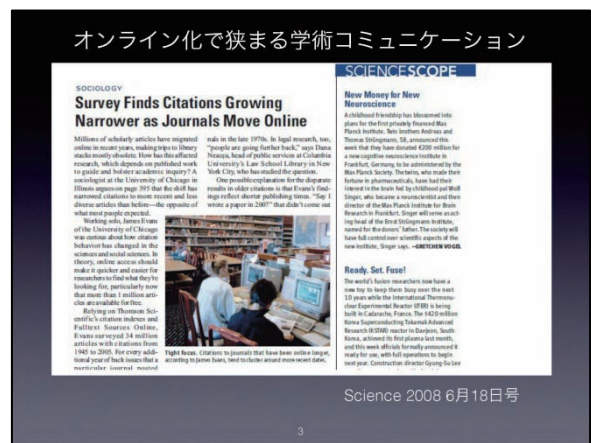 オンライン化で狭まる学術コミュニケーション
SOCIOLOGY
Survey Finds Citations Growing
Narrower as Journals Move Online
Millions of scholarly articles have migrated
online in recent years, making trips to library
stacks mostly obsolete. How has this affected
research, which depends on published work
to guide and bolster academic inquiry? A
sociologist at the University of Chicago in
Illinois argues on page 395 that the shift has
narrowed citations to more recent and less
diverse articles than before—the opposite of
what most people expected.
Working solo, James Evans
of the University of Chicago
was curious about how citation
behavior has changed in the
sciences and social sciences. In
theory, online access should
make it quicker and easier for
researchers to find what they're
looking for, particularly now
that more than 1 million arti-
cles are available for free.
Relying on Thomson Sci-
entific's citation indexes and
Fulltext Sources Online,
Evans surveyed 34 million
articles with citations from
1945 to 2005. For every addi-
tional year of back issues that a
particular journal posted
nals in the late 1970s. In legal research, too,
"people are going further back," says Dana
Neacşu, head of public services at Columbia
University's Law School Library in New
York City, who has studied the question.
One possible explanation for the disparate
results in older citations is that Evans's find-
ings reflect shorter publishing times. "Say I
wrote a paper in 2007" that didn't come out
Tight focus. Citations to journals that have been online longer,
according to James Evans, tend to cluster around more recent dates.
SCIENCESCOPE
New Money for New
Neuroscience
A childhood friendship has blossomed into
plans for the first privately financed Max
Planck Institute. Twin brothers Andreas and
Thomas Strüngmann, 58, announced this
week that they have donated €200 million for
a new cognitive neuroscience institute in
Frankfurt, Germany, to be administered by the
Max Planck Society. The twins, who made their
fortune in pharmaceuticals, have had their
interest in the brain fed by childhood pal Wolf
Singer, who became a neuroscientist and then
director of the Max Planck Institute for Brain
Research in Frankfurt. Singer will serve as act-
ing head of the Ernst Strüngmann Institute,
named for the donors' father. The society will
have full control over scientific aspects of the
new institute, Singer says. –GRETCHEN VOGEL
Ready. Set. Fuse!
The world's fusion researchers now have a
new toy to keep them busy over the next
10 years while the International Thermonu-
clear Experimental Reactor (ITER) is being
built in Cadarache, France. The $420 million
Korea Superconducting Tokamak Advanced
Research (KSTAR) reactor in Daejeon, South
Korea, achieved its first plasma last month,
and this week officials formally announced it
ready for use, with full operations to begin
next year. Construction director Gyung-Su Lee
Science 2008 6月18日号
3